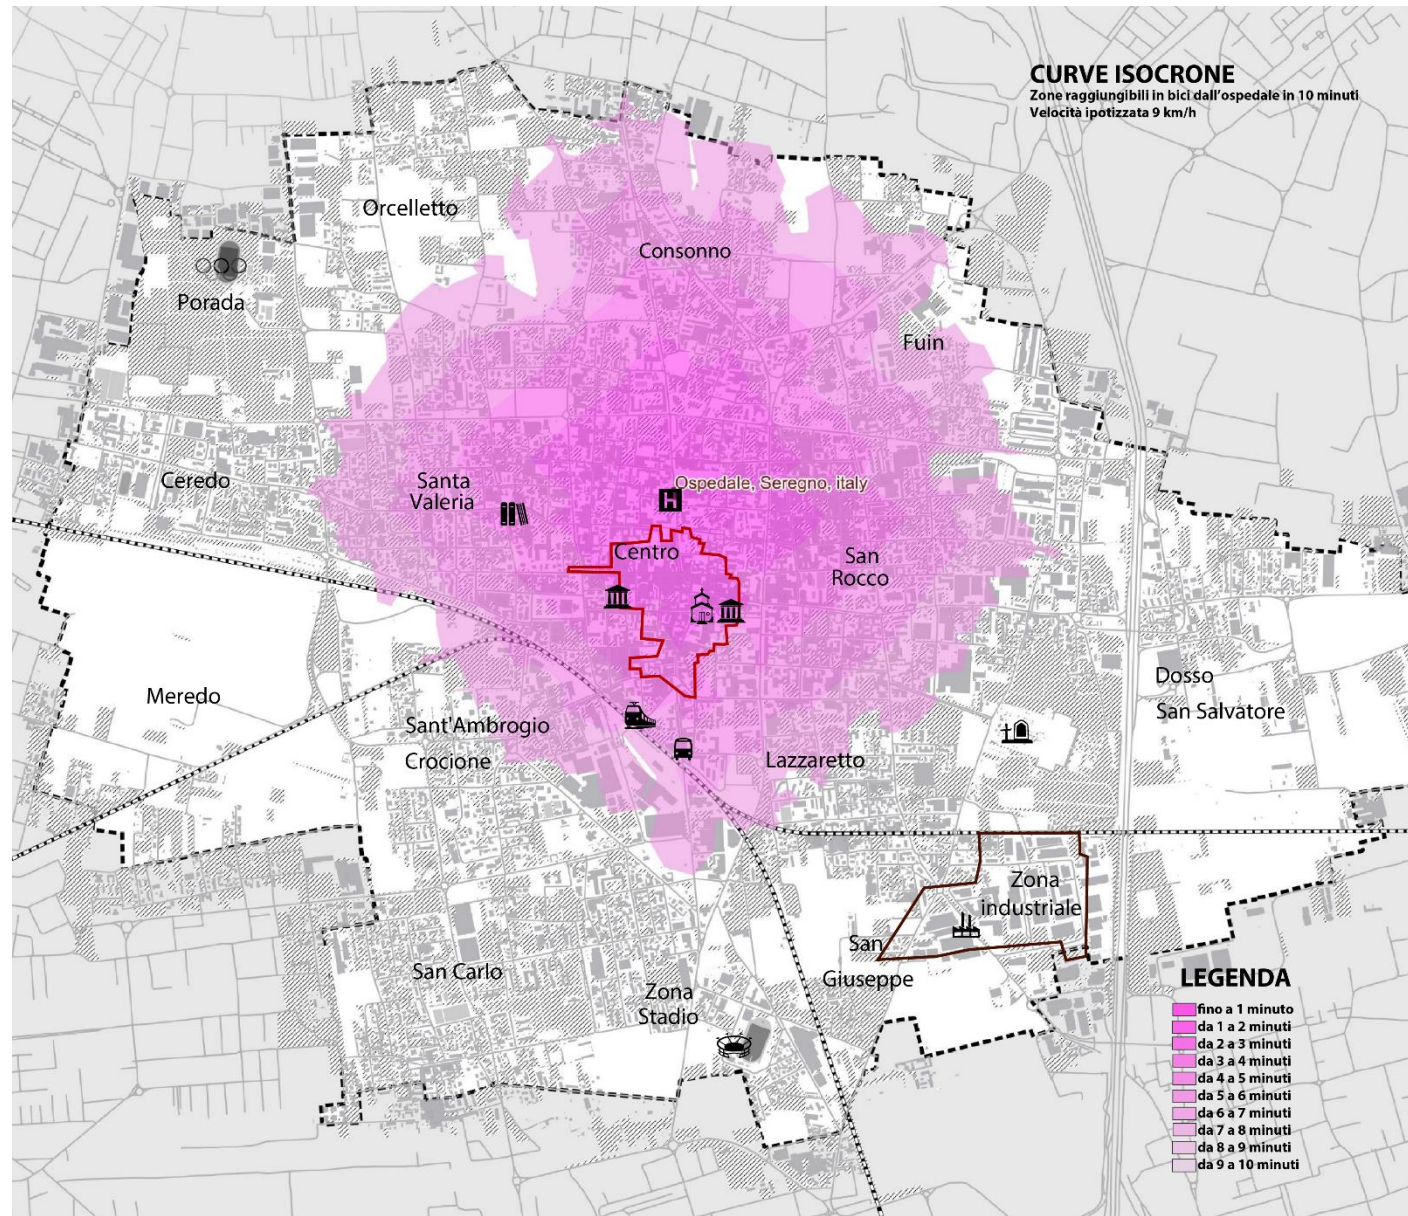 CURVE ISOCRONE
Zone raggiungibili in bici dall'ospedale in 10 minuti
Velocità ipotizzata 9 km/h
Orcelletto
Consonno
Porada
Fuin
Ceredo
Santa
Valeria
H
Ospedale, Seregno, italy
Centro
San
Rocco
Meredo
Dosso
San Salvatore
Sant'Ambrogio
Crocione
Lazzaretto
Zona
industriale
San
Giuseppe
San Carlo
Zona
Stadio
LEGENDA
fino a 1 minuto
da 1 a 2 minuti
da 2 a 3 minuti
da 3 a 4 minuti
da 4 a 5 minuti
da 5 a 6 minuti
da 6 a 7 minuti
da 7 a 8 minuti
da 8 a 9 minuti
da 9 a 10 minuti